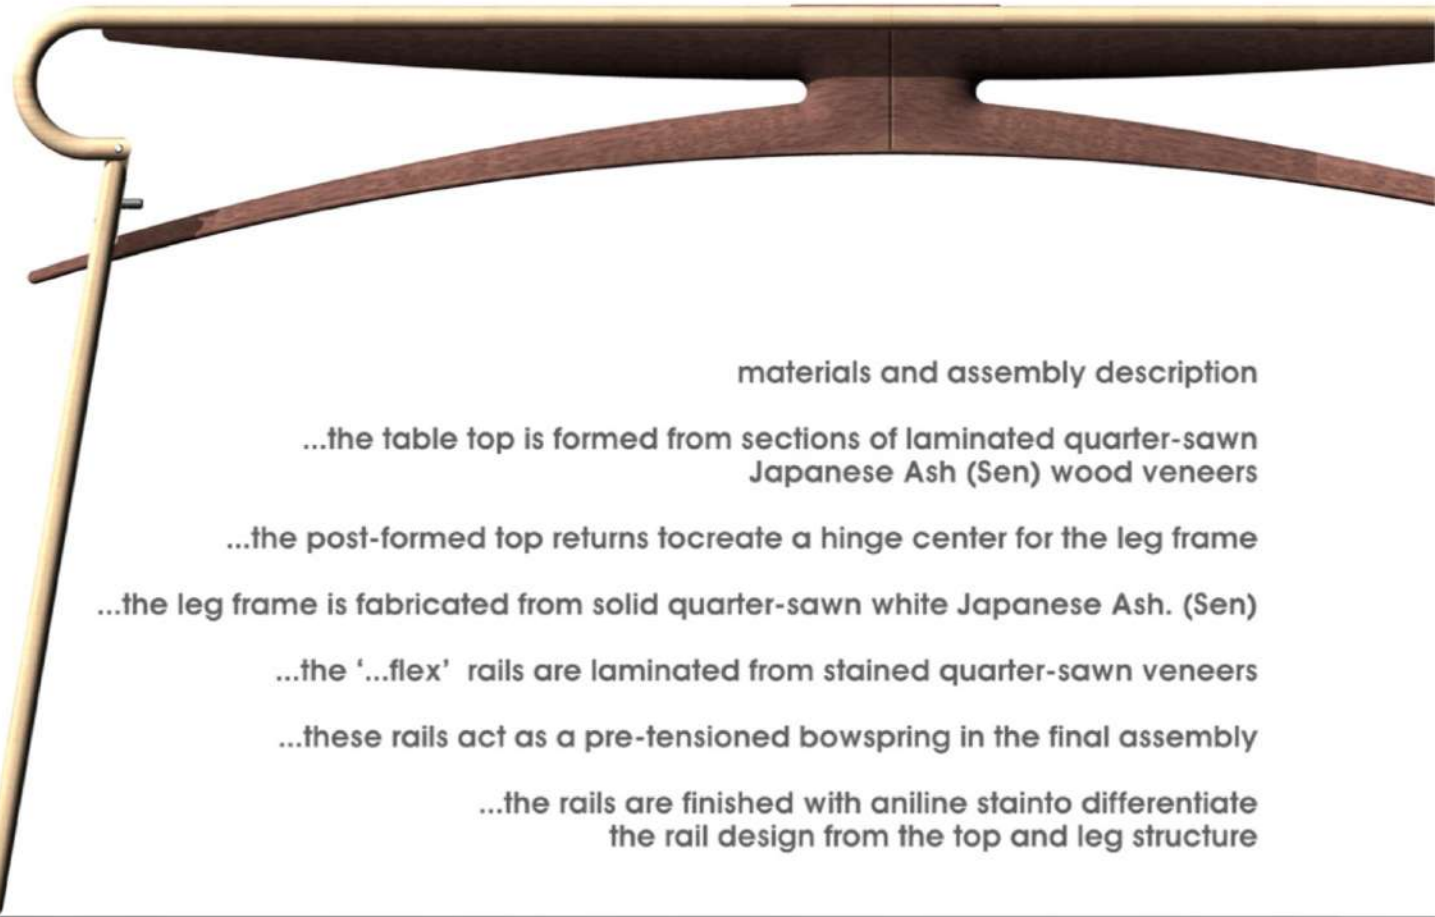 materials and assembly description
...the table top is formed from sections of laminated quarter-sawn
Japanese Ash (Sen) wood veneers
...the post-formed top returns tocreate a hinge center for the leg frame
...the leg frame is fabricated from solid quarter-sawn white Japanese Ash. (Sen)
...the ‘...flex’  rails are laminated from stained quarter-sawn veneers
...these rails act as a pre-tensioned bowspring in the final assembly
...the rails are finished with aniline stainto differentiate
the rail design from the top and leg structure